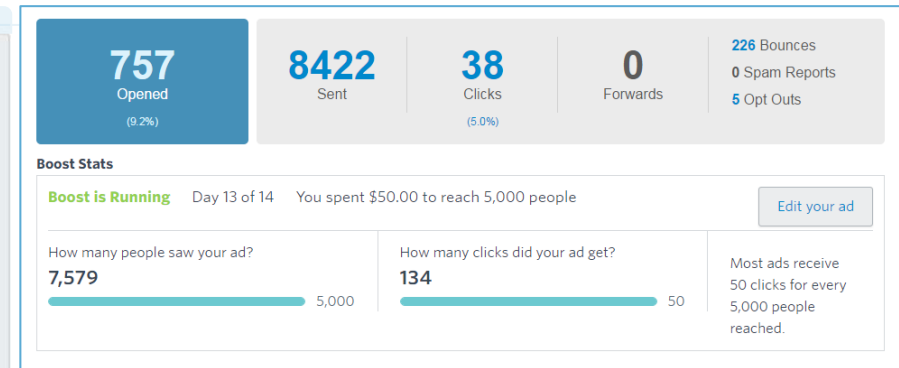 757
Opened
(9.2%)
8422
Sent
38
Clicks
(5.0%)
0
Forwards
226 Bounces
0 Spam Reports
5 Opt Outs
Boost Stats
Boost is Running Day 13 of 14 You spent $50.00 to reach 5,000 people
Edit your ad
How many people saw your ad?
7,579
5,000
How many clicks did your ad get?
134
50
Most ads receive
50 clicks for every
5,000 people
reached.